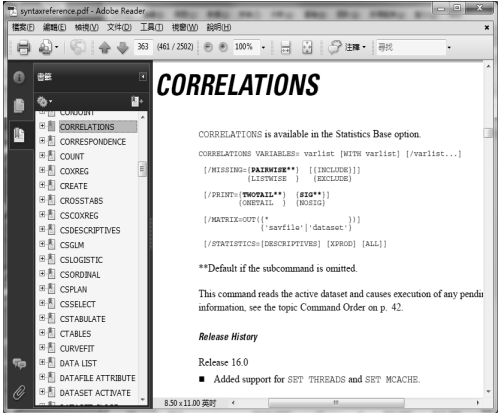 syntaxreference.pdf - Adobe Reader
檔案(F) 編輯(E) 檢視(V) 文件(D) 工具(T) 視窗(W) 說明(H)
363 (461 / 2502) 100% 注釋 尋找
書籤
CONJOINT
CORRELATIONS
CORRESPONDENCE
COUNT
COXREG
CREATE
CROSSTABS
CSCOXREG
CSDESCRIPTIVES
CSGLM
CSLOGISTIC
CSORDINAL
CSPLAN
CSSELECT
CSTABULATE
CTABLES
CURVEFIT
DATA LIST
DATAFILE ATTRIBUTE
DATASET ACTIVATE
CORRELATIONS
CORRELATIONS is available in the Statistics Base option.
CORRELATIONS VARIABLES= varlist [WITH varlist] [/varlist...]
[/MISSING={PAIRWISE**} [{INCLUDE}]]
{LISTWISE } {EXCLUDE}
[/PRINT={TWOTAIL**} {SIG**}]
{ONETAIL } {NOSIG}
[/MATRIX=OUT({* })]
{'savfile'|'dataset'}
[/STATISTICS=[DESCRIPTIVES] [XPROD] [ALL]]
**Default if the subcommand is omitted.
This command reads the active dataset and causes execution of any pendin
information, see the topic Command Order on p. 42.
Release History
Release 16.0
■ Added support for SET THREADS and SET MCACHE.
8.50 x 11.00 英吋